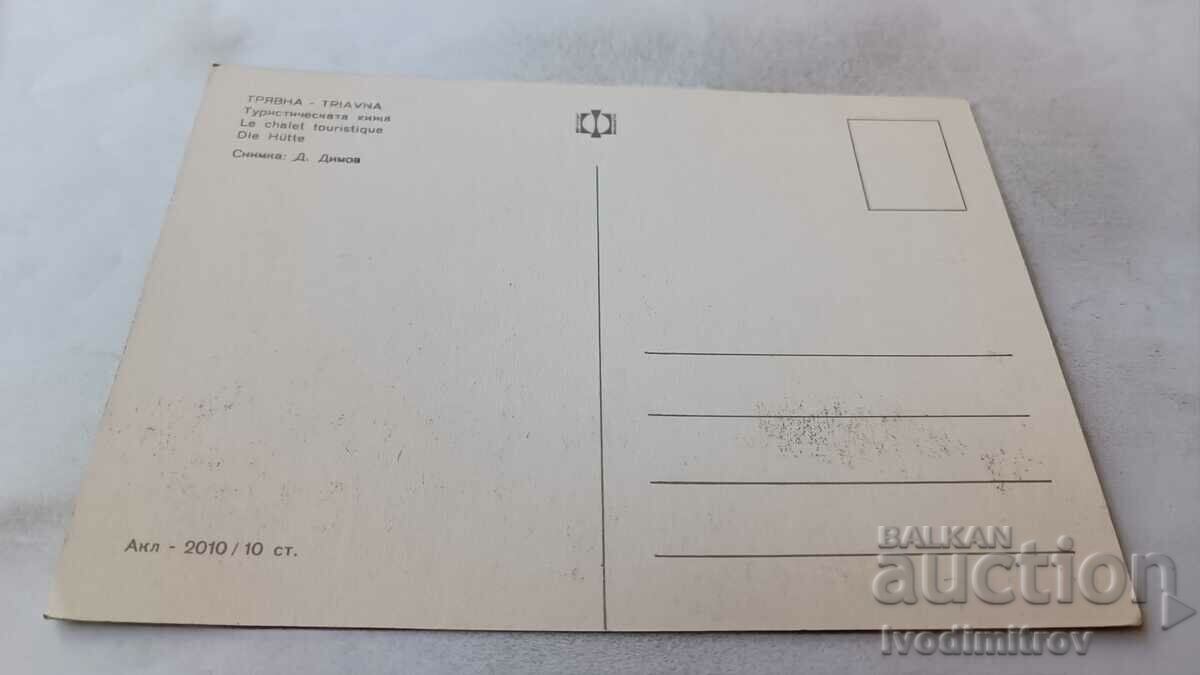 ТРЯВНА - TRIAVNA
Туристическата хижа
Le chalet touristique
Die Hütte
Снимка: Д. Димов
Акл - 2010 / 10 ст.
BALKAN
auction
Ivodimitrov